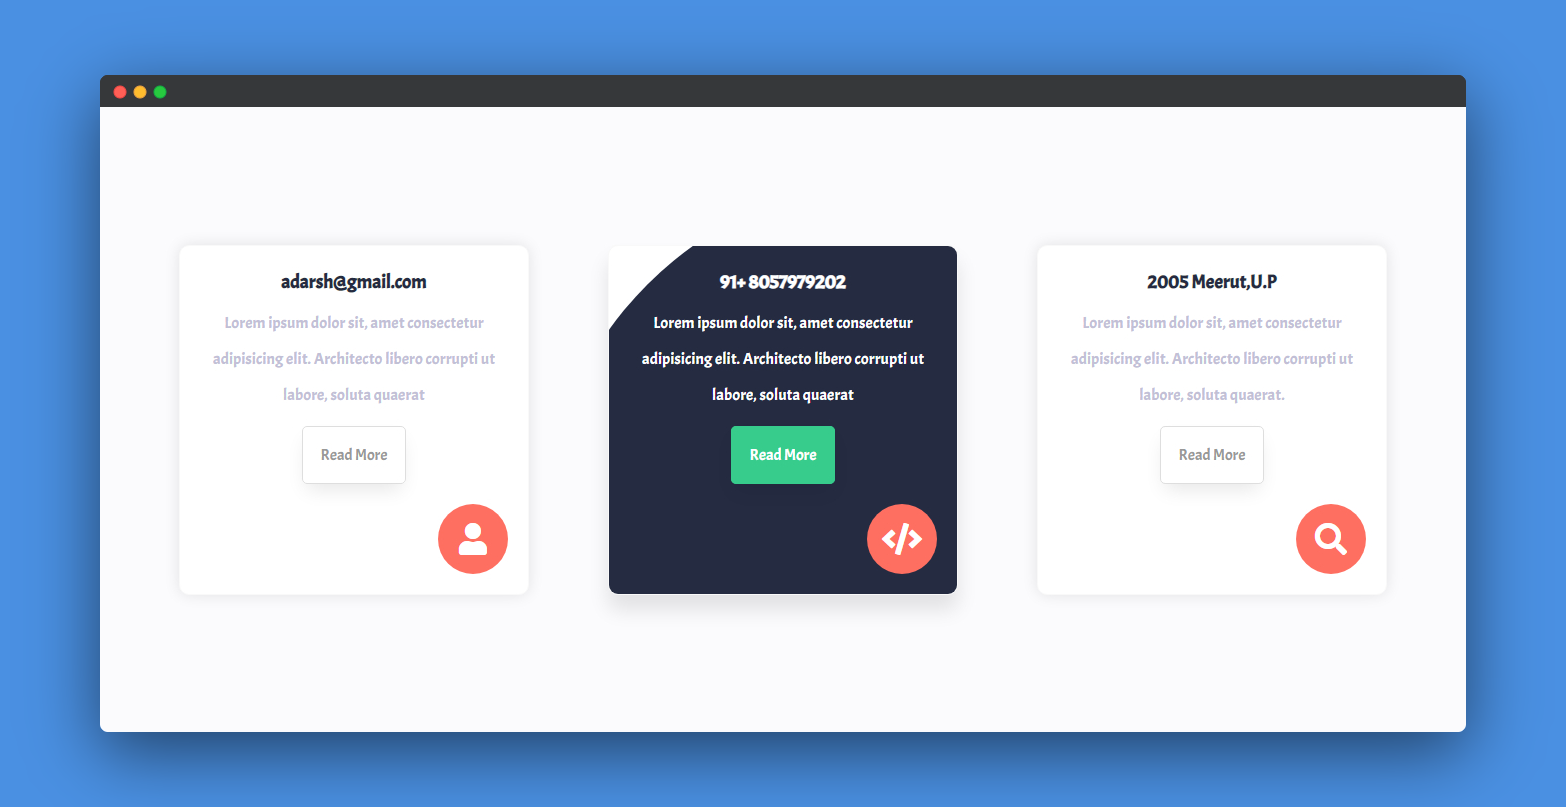 adarsh@gmail.com
Lorem ipsum dolor sit, amet consectetur
adipisicing elit. Architecto libero corrupti ut
labore, soluta quaerat
Read More
91+ 8057979202
Lorem ipsum dolor sit, amet consectetur
adipisicing elit. Architecto libero corrupti ut
labore, soluta quaerat
Read More
2005 Meerut,U.P
Lorem ipsum dolor sit, amet consectetur
adipisicing elit. Architecto libero corrupti ut
labore, soluta quaerat.
Read More